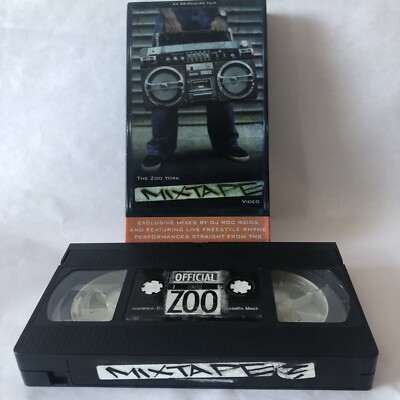 THE ZOO YORK
MIXTAPE
VIDEO
EXCLUSIVE MIXES BY DJ ROC RAIDA
AND FEATURING LIVE FREESTYLE RHYME
PERFORMANCES STRAIGHT FROM THE
OFFICIAL
ZOO
MIXTAPE